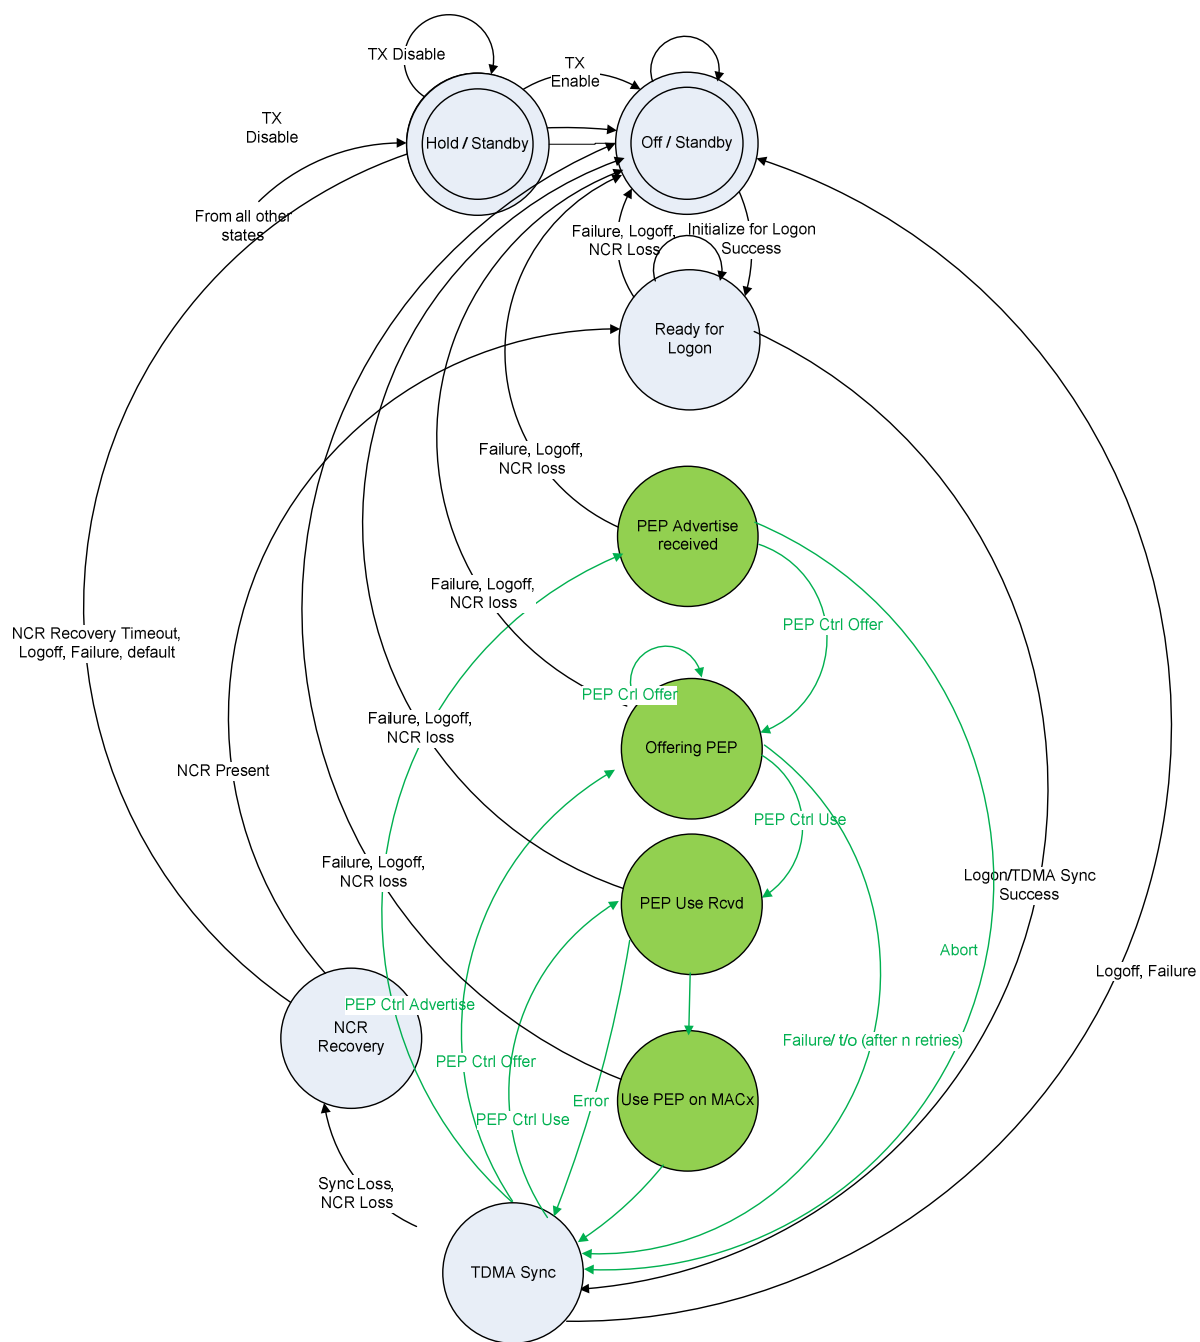 TX Disable
TX
Enable
TX
Disable
Hold / Standby
Off / Standby
From all other
states
Failure, Logoff,
NCR Loss
Initialize for Logon
Success
Ready for
Logon
Failure, Logoff,
NCR loss
PEP Advertise
received
Failure, Logoff,
NCR loss
PEP Ctrl Offer
NCR Recovery Timeout,
Logoff, Failure, default
PEP Crl Offer
Failure, Logoff,
NCR loss
Offering PEP
NCR Present
PEP Ctrl Use
Failure, Logoff,
NCR loss
Logon/TDMA Sync
Success
PEP Use Rcvd
Abort
Logoff, Failure
PEP Ctrl Advertise
NCR
Recovery
Failure/ t/o (after n retries)
PEP Ctrl Offer
Error
Use PEP on MACx
PEP Ctrl Use
Sync Loss,
NCR Loss
TDMA Sync